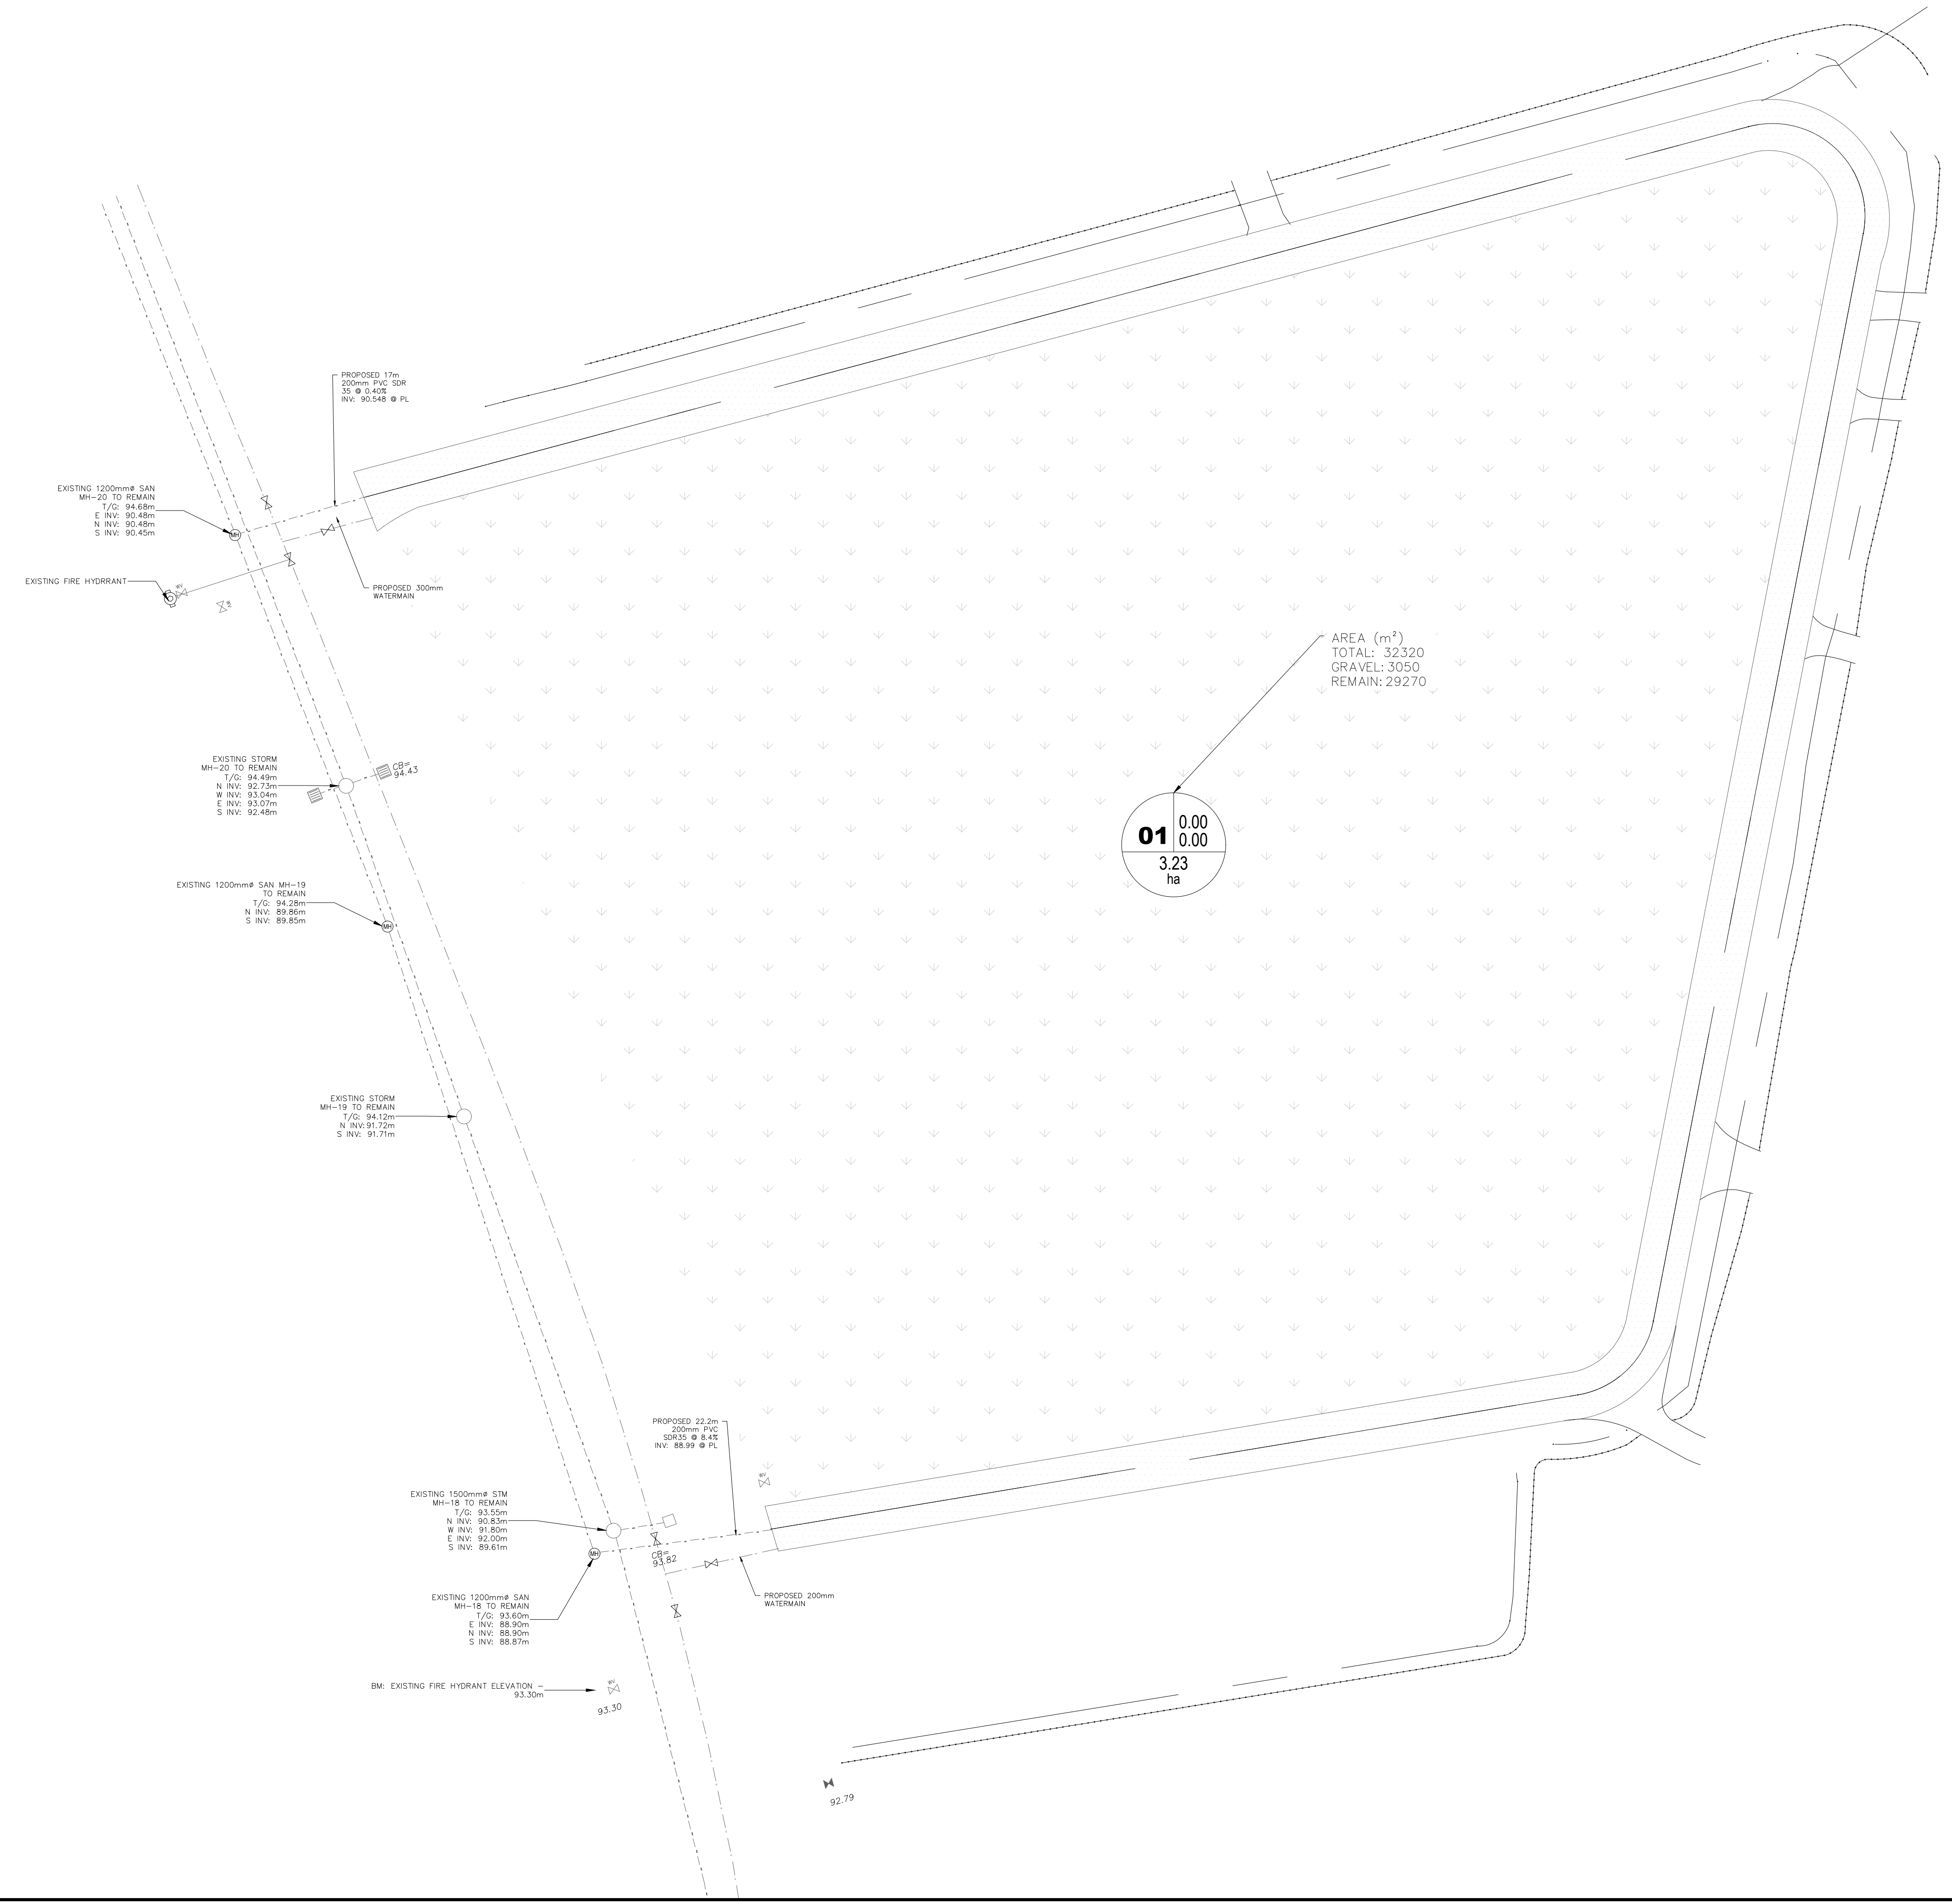 PROPOSED 17m
200mm PVC SDR
35 @ 0.40%
INV: 90.548 @ PL
EXISTING 1200mmø SAN
MH-20 TO REMAIN
T/G: 94.68m
E INV: 90.48m
N INV: 90.48m
S INV: 90.45m
MH
EXISTING FIRE HYDRRANT
WV
PROPOSED 300mm
WATERMAIN
AREA (m²)
TOTAL: 32320
GRAVEL: 3050
REMAIN: 29270
01
0.00
0.00
3.23
ha
EXISTING STORM
MH-20 TO REMAIN
T/G: 94.49m
N INV: 92.73m
W INV: 93.04m
E INV: 93.07m
S INV: 92.48m
CB=
94.43
EXISTING 1200mmø SAN MH-19
TO REMAIN
T/G: 94.28m
N INV: 89.86m
S INV: 89.85m
MH
EXISTING STORM
MH-19 TO REMAIN
T/G: 94.12m
N INV: 91.72m
S INV: 91.71m
PROPOSED 22.2m
200mm PVC
SDR35 @ 8.4%
INV: 88.99 @ PL
WV
EXISTING 1500mmø STM
MH-18 TO REMAIN
T/G: 93.55m
N INV: 90.83m
W INV: 91.80m
E INV: 92.00m
S INV: 89.61m
MH
CB=
93.82
EXISTING 1200mmø SAN
MH-18 TO REMAIN
T/G: 93.60m
E INV: 88.90m
N INV: 88.90m
S INV: 88.87m
PROPOSED 200mm
WATERMAIN
BM: EXISTING FIRE HYDRANT ELEVATION -
93.30m
WV
93.30
92.79